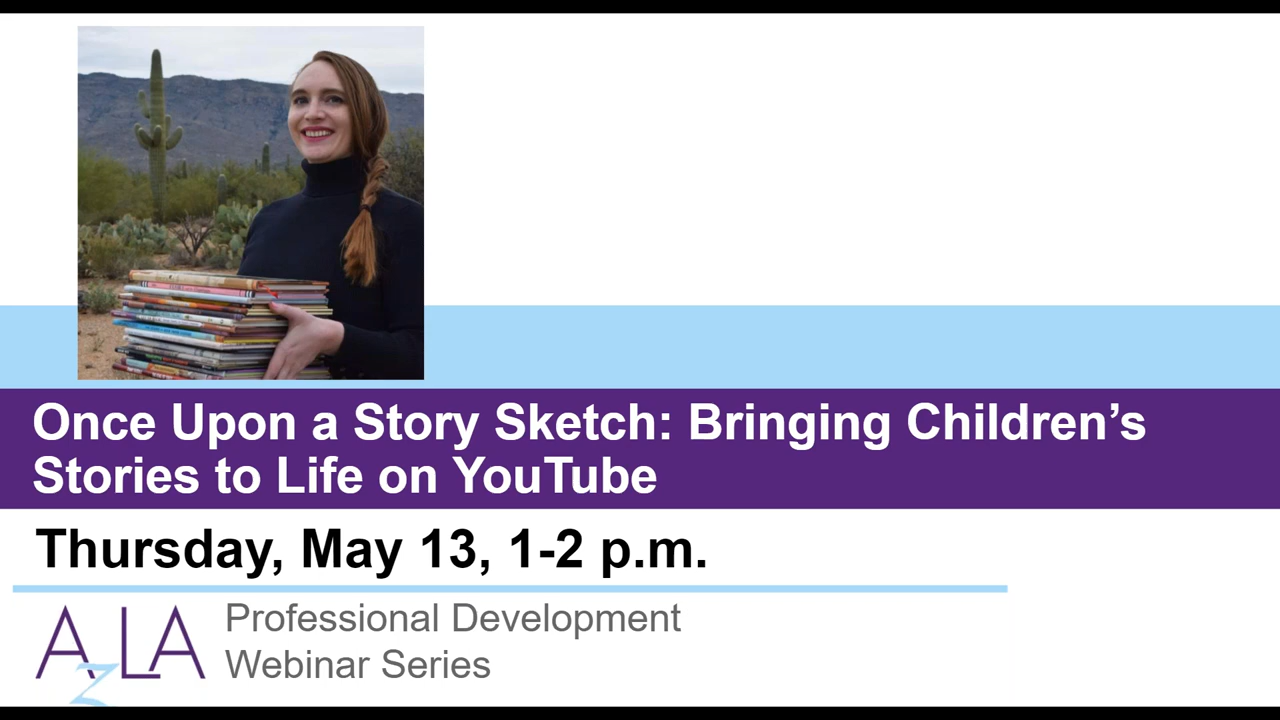 Once Upon a Story Sketch: Bringing Children’s
Stories to Life on YouTube
Thursday, May 13, 1-2 p.m.
AzLA
Professional Development
Webinar Series